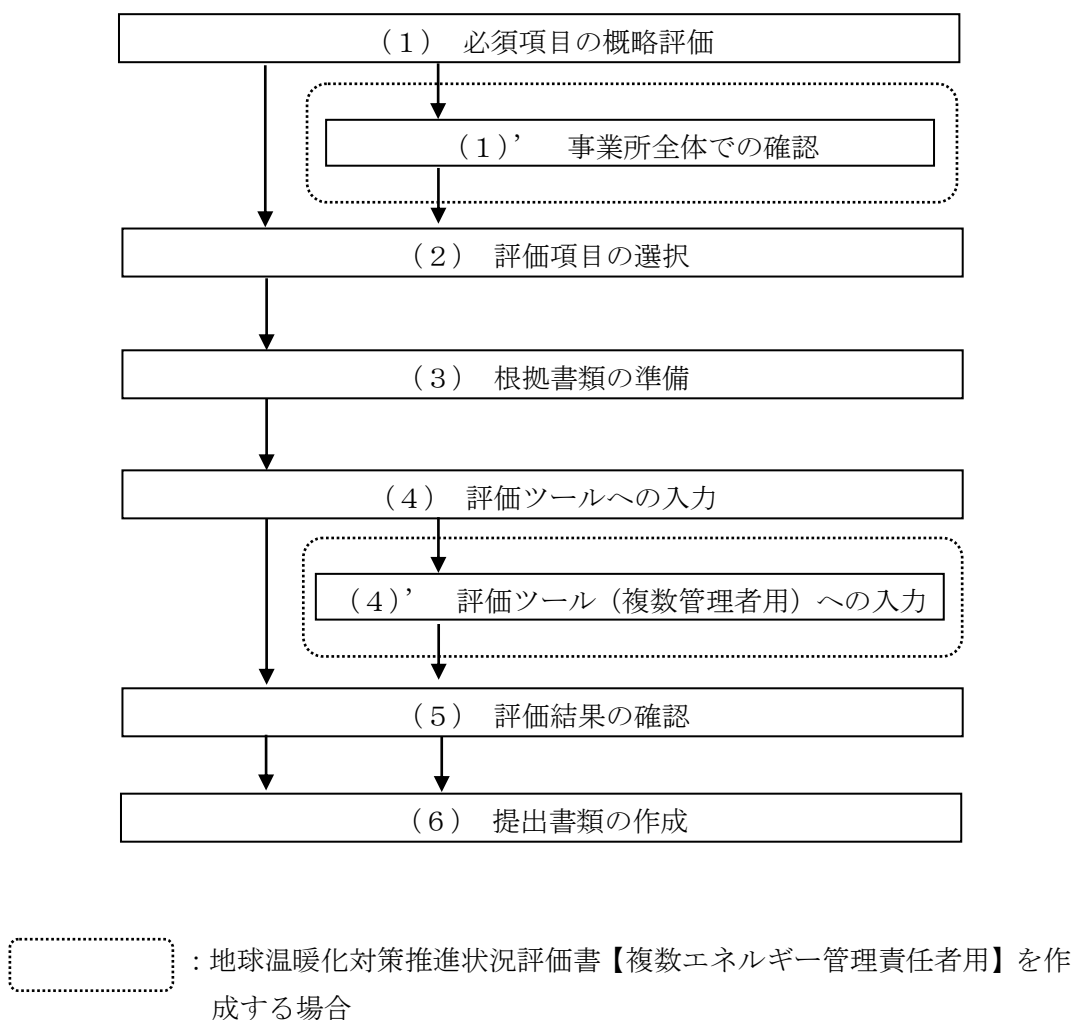 （１） 必須項目の概略評価
（１）’ 事業所全体での確認
（２） 評価項目の選択
（３） 根拠書類の準備
（４） 評価ツールへの入力
（４）’ 評価ツール（複数管理者用）への入力
（５） 評価結果の確認
（６） 提出書類の作成
：地球温暖化対策推進状況評価書【複数エネルギー管理責任者用】を作
成する場合